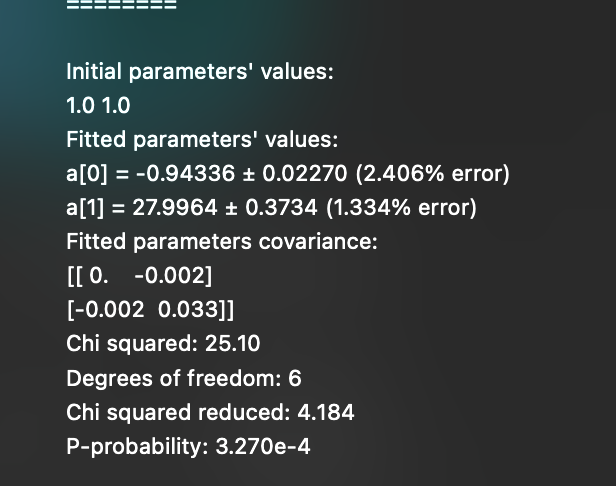 ========
Initial parameters' values:
1.0 1.0
Fitted parameters' values:
a[0] = -0.94336 ± 0.02270 (2.406% error)
a[1] = 27.9964 ± 0.3734 (1.334% error)
Fitted parameters covariance:
[[ 0.    -0.002]
[-0.002  0.033]]
Chi squared: 25.10
Degrees of freedom: 6
Chi squared reduced: 4.184
P-probability: 3.270e-4